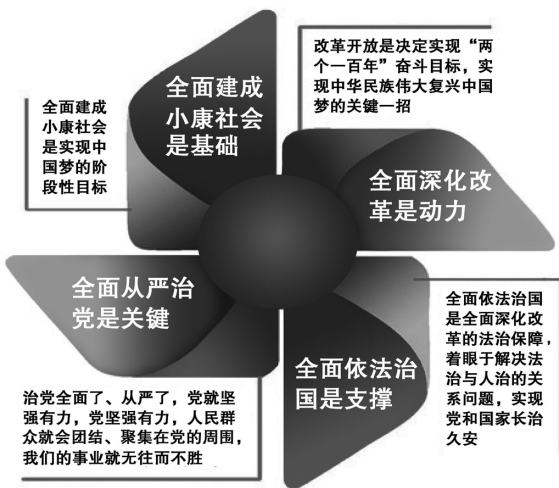 全面建成
小康社会
是基础
全面建成
小康社会
是实现中
国梦的阶
段性目标
改革开放是决定实现“两
个一百年”奋斗目标，实
现中华民族伟大复兴中国
梦的关键一招
全面深化改
革是动力
全面从严治
党是关键
治党全面了、从严了，党就坚
强有力，党坚强有力，人民群
众就会团结、聚集在党的周围，
我们的事业就无往而不胜
全面依法治
国是支撑
全面依法治国
是全面深化改
革的法治保障，
着眼于解决法
治与人治的关
系问题，实现
党和国家长治
久安